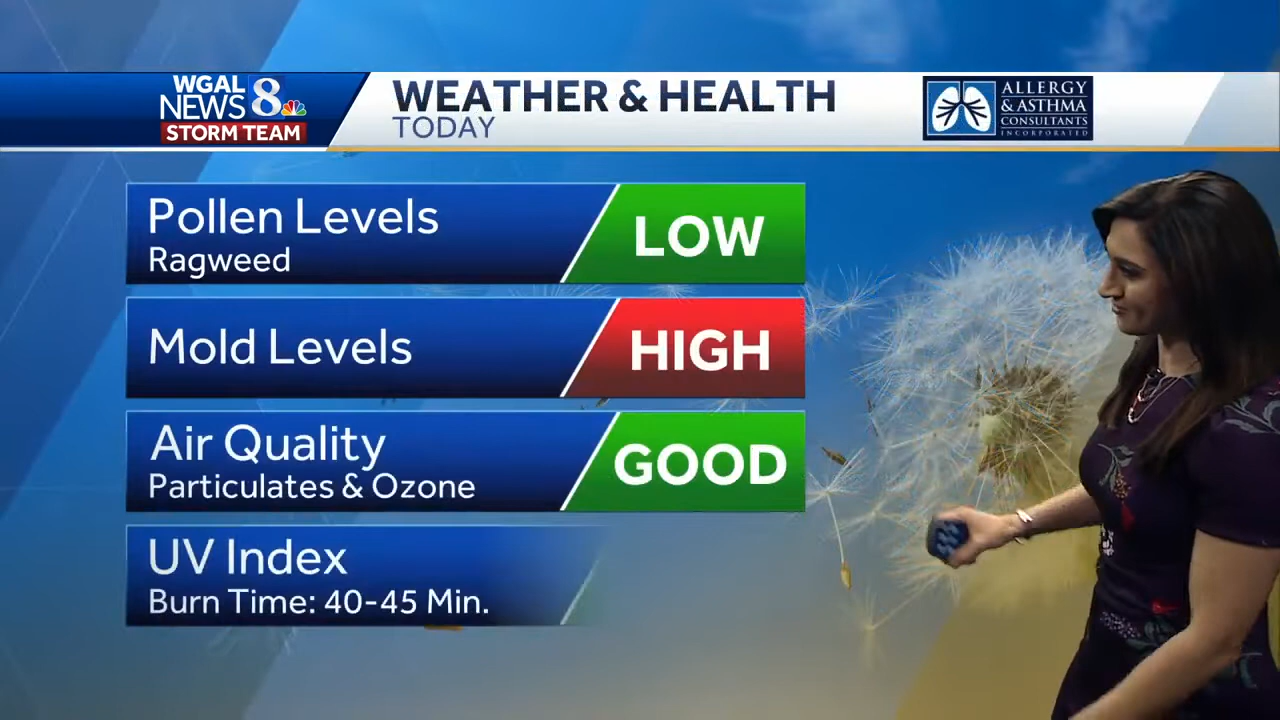 WGAL
NEWS 8
STORM TEAM
WEATHER & HEALTH
TODAY
ALLERGY
& ASTHMA
CONSULTANTS
INCORPORATED
Pollen Levels
Ragweed
LOW
Mold Levels
HIGH
Air Quality
Particulates & Ozone
GOOD
UV Index
Burn Time: 40-45 Min.